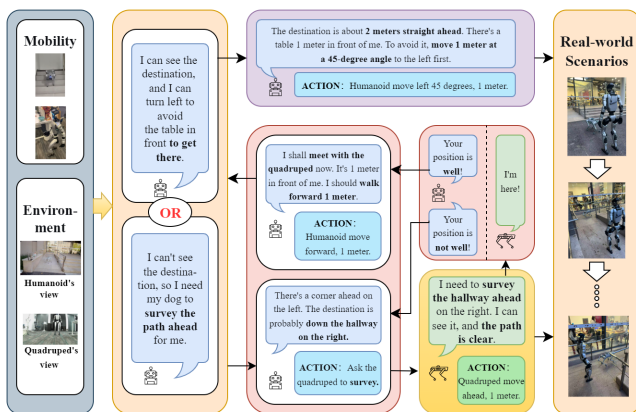 Mobility
Environ-
ment
Humanoid's
view
Quadruped's
view
I can see the
destination,
and I can
turn left to
avoid
the table in
front to get
there.
OR
I can't see
the destina-
tion, so I need
my dog to
survey the
path ahead
for me.
The destination is about 2 meters straight ahead. There's a
table 1 meter in front of me. To avoid it, move 1 meter at
a 45-degree angle to the left first.
ACTION: Humanoid move left 45 degrees, 1 meter.
I shall meet with the
quadruped now. It's 1 meter
in front of me. I should walk
forward 1 meter.
ACTION:
Humanoid move
forward, 1 meter.
There's a corner ahead on
the left. The destination is
probably down the hallway
on the right.
ACTION: Ask the
quadruped to survey.
Your
position is
well!
Your
position is
not well!
I'm
here!
I need to survey
the hallway ahead
on the right. I can
see it, and the path
is clear.
ACTION:
Quadruped move
ahead, 1 meter.
Real-world
Scenarios